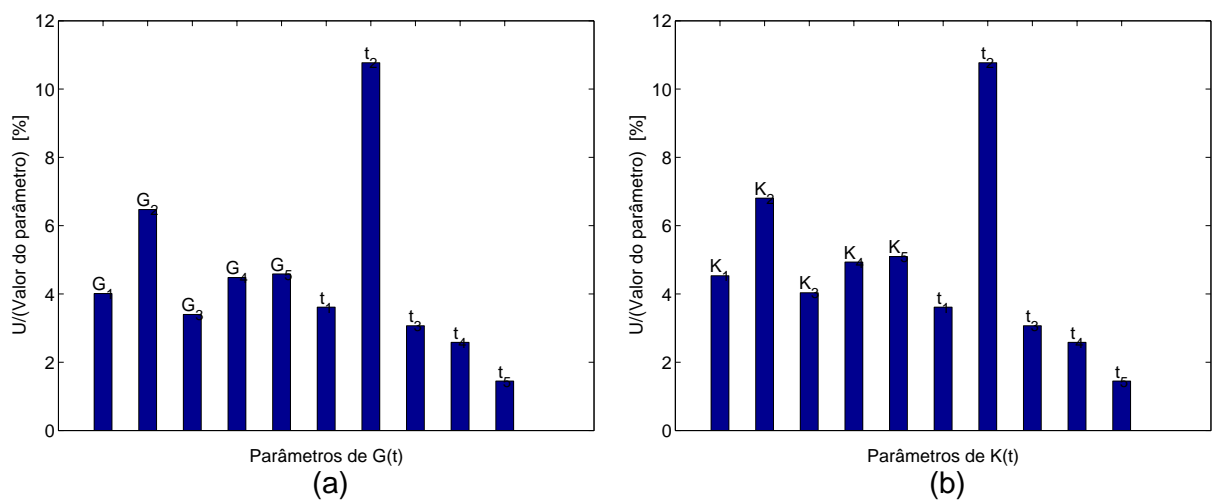 12
10
8
6
4
2
0
U/(Valor do parâmetro) [%]
G1
G2
G3
G4
G5
t1
t2
t3
t4
t5
Parâmetros de G(t)
(a)
12
10
8
6
4
2
0
U/(Valor do parâmetro) [%]
K1
K2
K3
K4
K5
t1
t2
t3
t4
t5
Parâmetros de K(t)
(b)